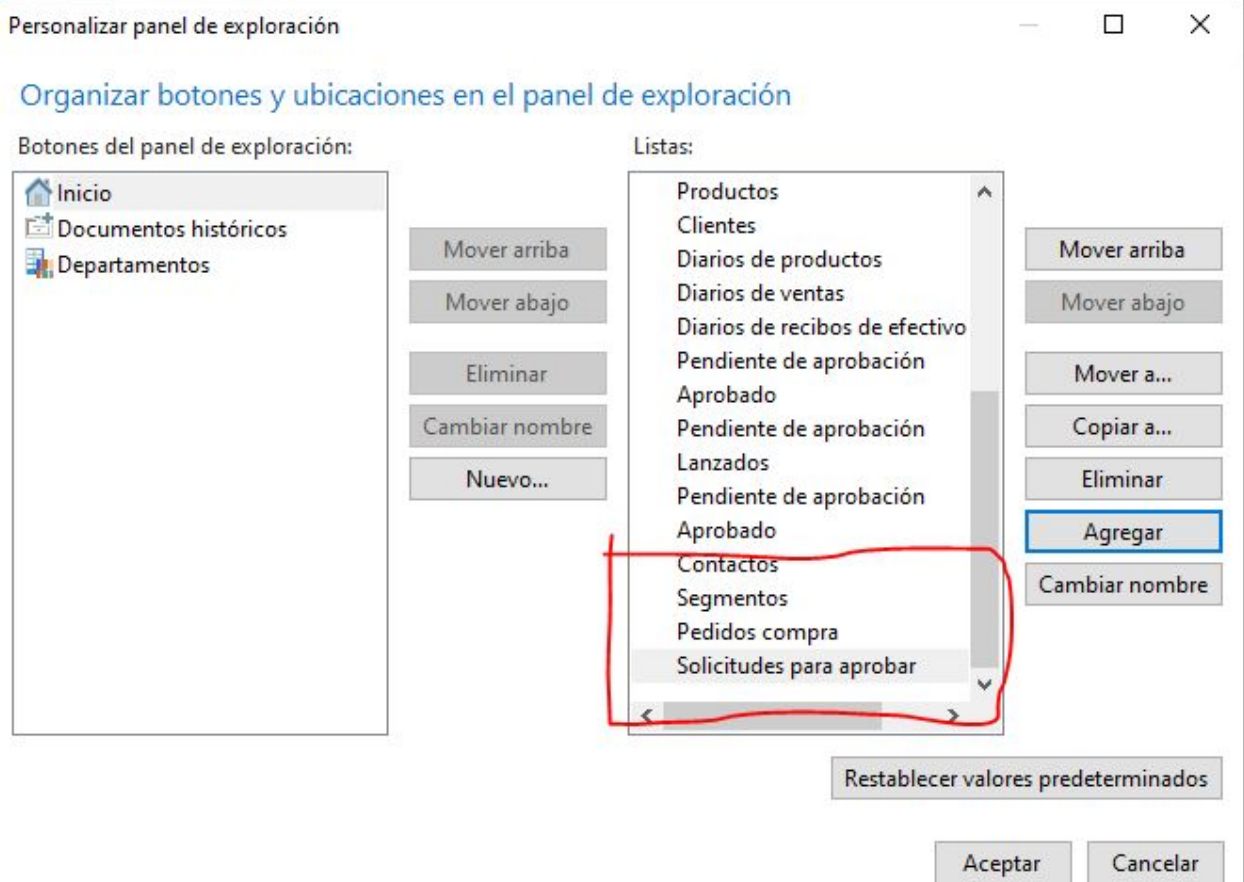 Personalizar panel de exploración
Organizar botones y ubicaciones en el panel de exploración
Botones del panel de exploración:
Inicio
Documentos históricos
Departamentos
Mover arriba
Mover abajo
Eliminar
Cambiar nombre
Nuevo...
Listas:
Productos
Clientes
Diarios de productos
Diarios de ventas
Diarios de recibos de efectivo
Pendiente de aprobación
Aprobado
Pendiente de aprobación
Lanzados
Pendiente de aprobación
Aprobado
Contactos
Segmentos
Pedidos compra
Solicitudes para aprobar
Mover arriba
Mover abajo
Mover a...
Copiar a...
Eliminar
Agregar
Cambiar nombre
Restablecer valores predeterminados
Aceptar
Cancelar